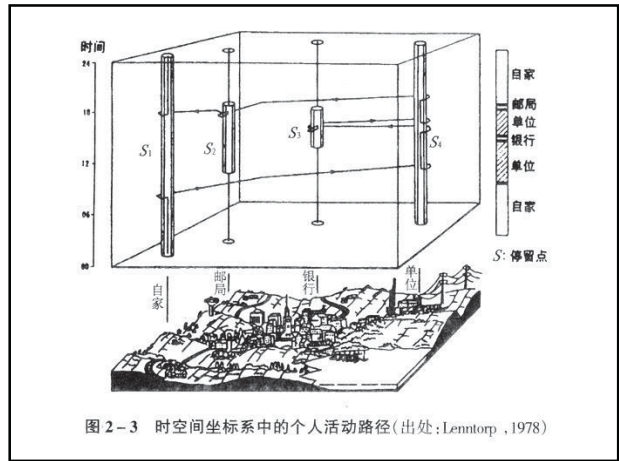 时间
24
18
12
06
00
S1
S2
S3
S4
自家
邮局
单位
银行
单位
自家
S: 停留点
自家
邮局
银行
单位
图 2-3 时空间坐标系中的个人活动路径(出处:Lenntorp ,1978)